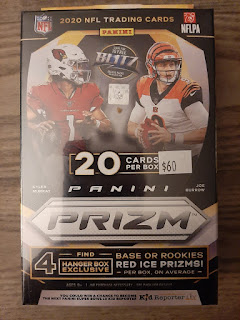 2020 NFL TRADING CARDS
NFL
PANINI
NFLPA
BLITZ
20 CARDS PER BOX
$60
KYLER MURRAY
JOE BURROW
PANINI
PRIZM
4 FIND HANGER BOX EXCLUSIVE
BASE OR ROOKIES
RED ICE PRIZMS!
PER BOX, ON AVERAGE